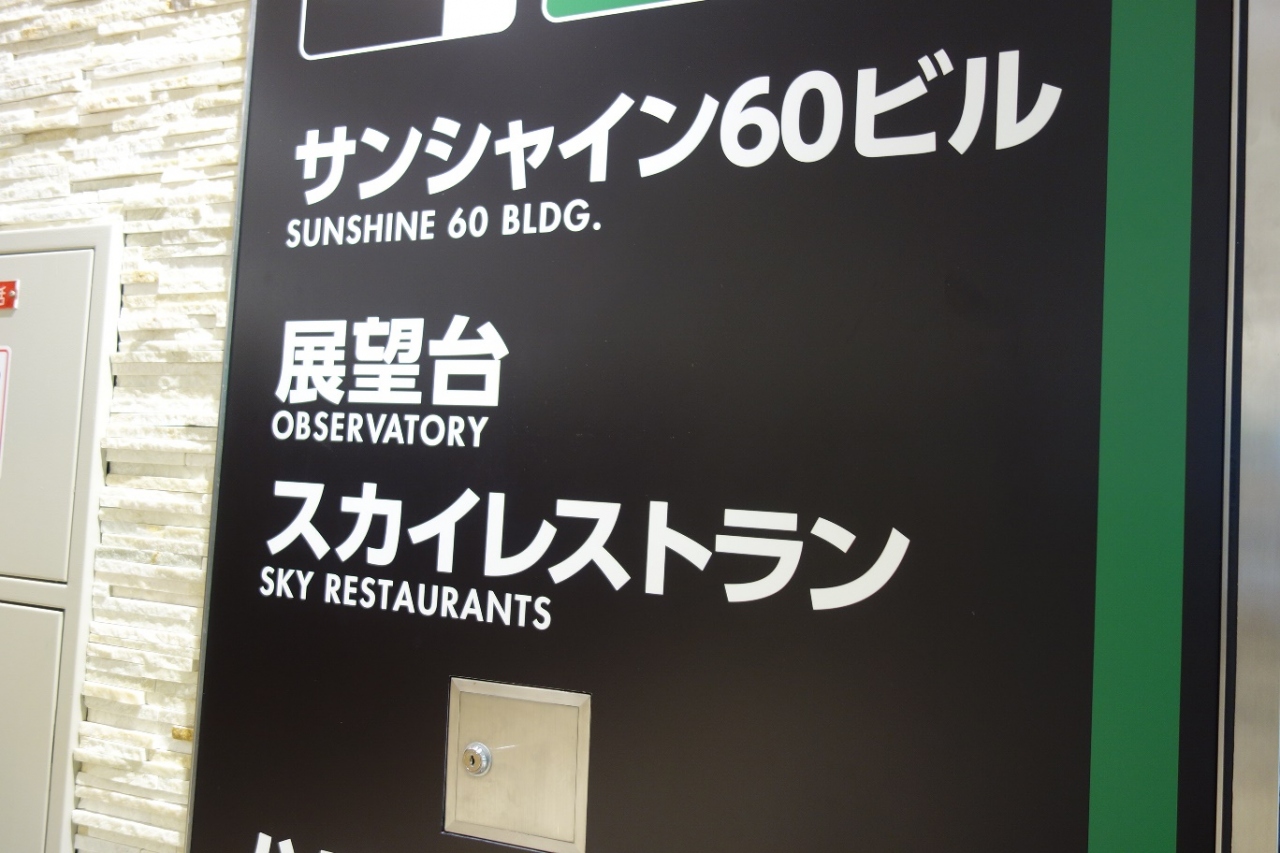 サンシャイン60ビル
SUNSHINE 60 BLDG.
展望台
OBSERVATORY
スカイレストラン
SKY RESTAURANTS